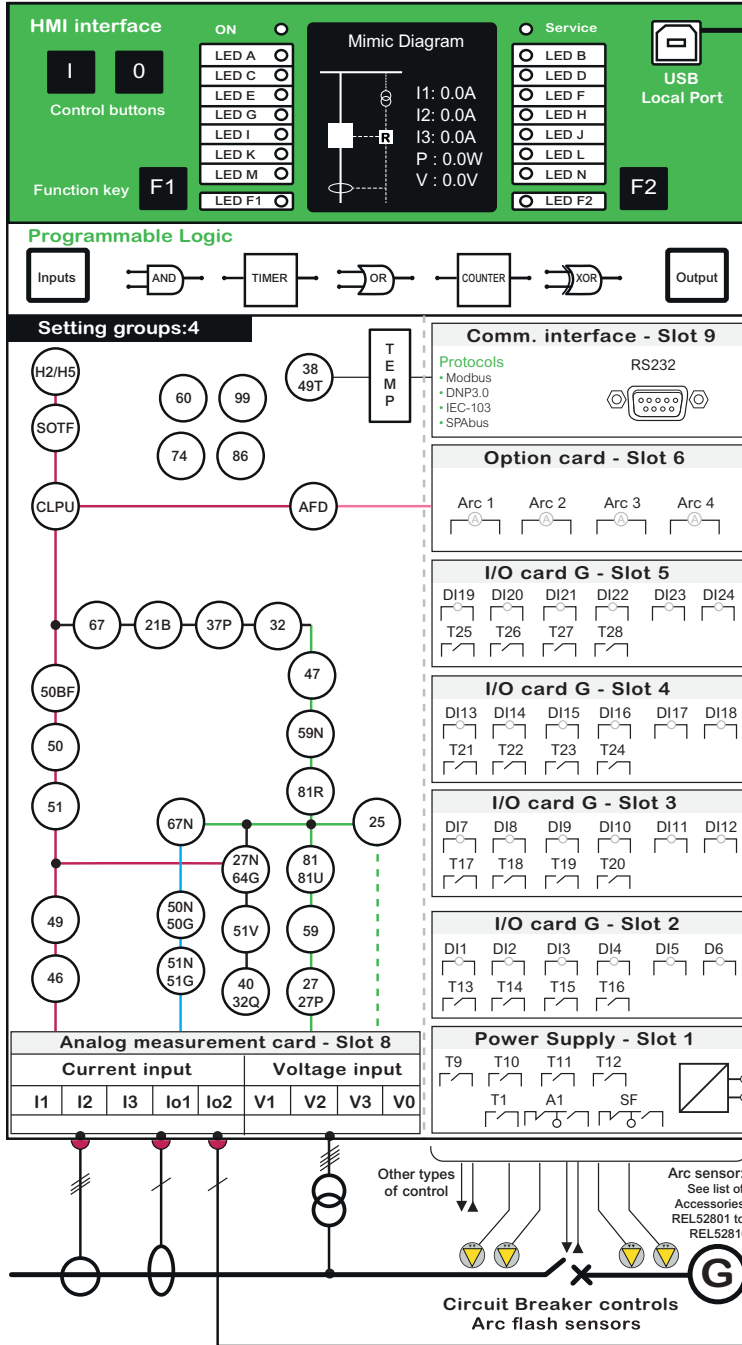 HMI interface
I
0
Control buttons
Function key
F1
ON
LED A
LED C
LED E
LED G
LED I
LED K
LED M
LED F1
Mimic Diagram
R
I1: 0.0A
I2: 0.0A
I3: 0.0A
P : 0.0W
V : 0.0V
Service
LED B
LED D
LED F
LED H
LED J
LED L
LED N
LED F2
F2
USB
Local Port
Programmable Logic
Inputs
AND
TIMER
OR
COUNTER
XOR
Output
Setting groups:4
H2/H5
SOTF
CLPU
60
99
74
86
38
49T
TEMP
AFD
67
21B
37P
32
50BF
50
51
49
46
47
59N
81R
67N
25
27N
64G
81
81U
50N
50G
51V
59
51N
51G
40
32Q
27
27P
Analog measurement card - Slot 8
Current input
Voltage input
I1 I2 I3 Io1 Io2 V1 V2 V3 V0
Comm. interface - Slot 9
Protocols
• Modbus
• DNP3.0
• IEC-103
• SPAbus
RS232
Option card - Slot 6
Arc 1 Arc 2 Arc 3 Arc 4
A A A A
I/O card G - Slot 5
DI19 DI20 DI21 DI22 DI23 DI24
T25 T26 T27 T28
I/O card G - Slot 4
DI13 DI14 DI15 DI16 DI17 DI18
T21 T22 T23 T24
I/O card G - Slot 3
DI7 DI8 DI9 DI10 DI11 DI12
T17 T18 T19 T20
I/O card G - Slot 2
DI1 DI2 DI3 DI4 DI5 D6
T13 T14 T15 T16
Power Supply - Slot 1
T9 T10 T11 T12
T1 A1 SF
Other types
of control
Arc sensor:
See list of
Accessories
REL52801 to
REL5281
G
Circuit Breaker controls
Arc flash sensors